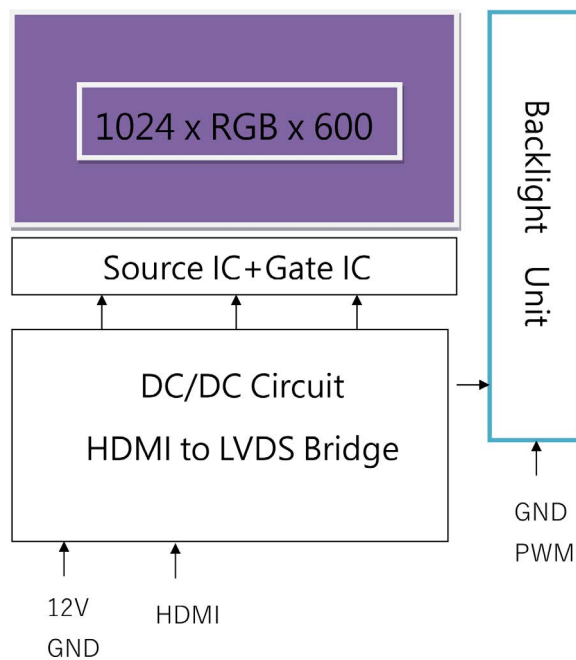 1024 x RGB x 600
Source IC+Gate IC
DC/DC Circuit
HDMI to LVDS Bridge
Backlight Unit
12V
GND
HDMI
GND
PWM